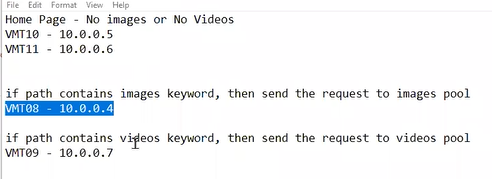 File Edit Format View Help
Home Page - No images or No Videos
VMT10 - 10.0.0.5
VMT11 - 10.0.0.6
if path contains images keyword, then send the request to images pool
VMT08 - 10.0.0.4
if path contains videos keyword, then send the request to videos pool
VMT09 - 10.0.0.7